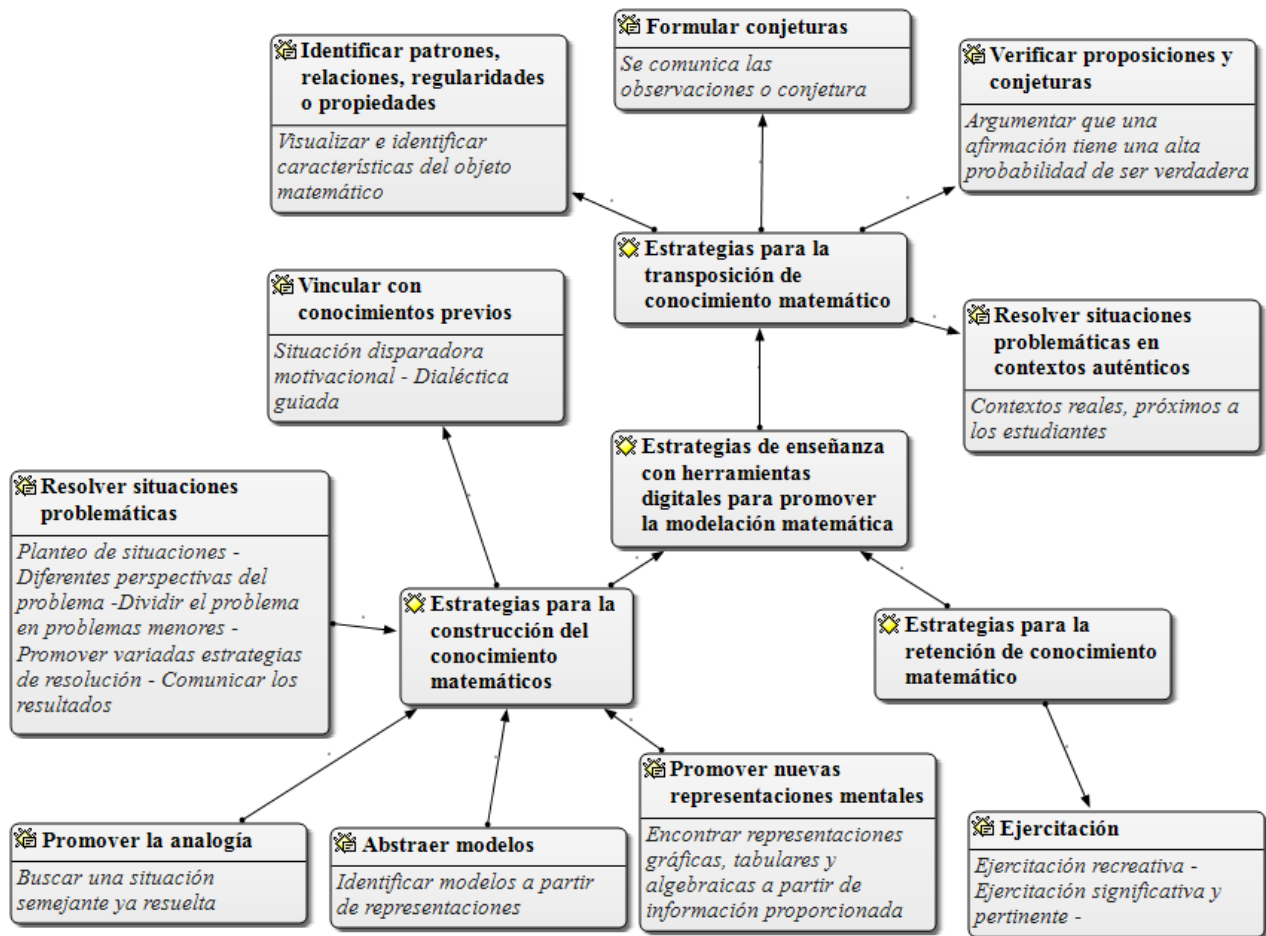 Formular conjeturas
Se comunica las
observaciones o conjetura
Identificar patrones,
relaciones, regularidades
o propiedades
Visualizar e identificar
características del objeto
matemático
Verificar proposiciones y
conjeturas
Argumentar que una
afirmación tiene una alta
probabilidad de ser verdadera
Estrategias para la
transposición de
conocimiento matemático
Vincular con
conocimientos previos
Situación disparadora
motivacional - Dialéctica
guiada
Resolver situaciones
problemáticas en
contextos auténticos
Contextos reales, próximos a
los estudiantes
Estrategias de enseñanza
con herramientas
digitales para promover
la modelación matemática
Resolver situaciones
problemáticas
Planteo de situaciones -
Diferentes perspectivas del
problema -Dividir el problema
en problemas menores -
Promover variadas estrategias
de resolución - Comunicar los
resultados
Estrategias para la
construcción del
conocimiento
matemáticos
Estrategias para la
retención de conocimiento
matemático
Promover la analogía
Buscar una situación
semejante ya resuelta
Abstraer modelos
Identificar modelos a partir
de representaciones
Promover nuevas
representaciones mentales
Encontrar representaciones
gráficas, tabulares y
algebraicas a partir de
información proporcionada
Ejercitación
Ejercitación recreativa -
Ejercitación significativa y
pertinente -